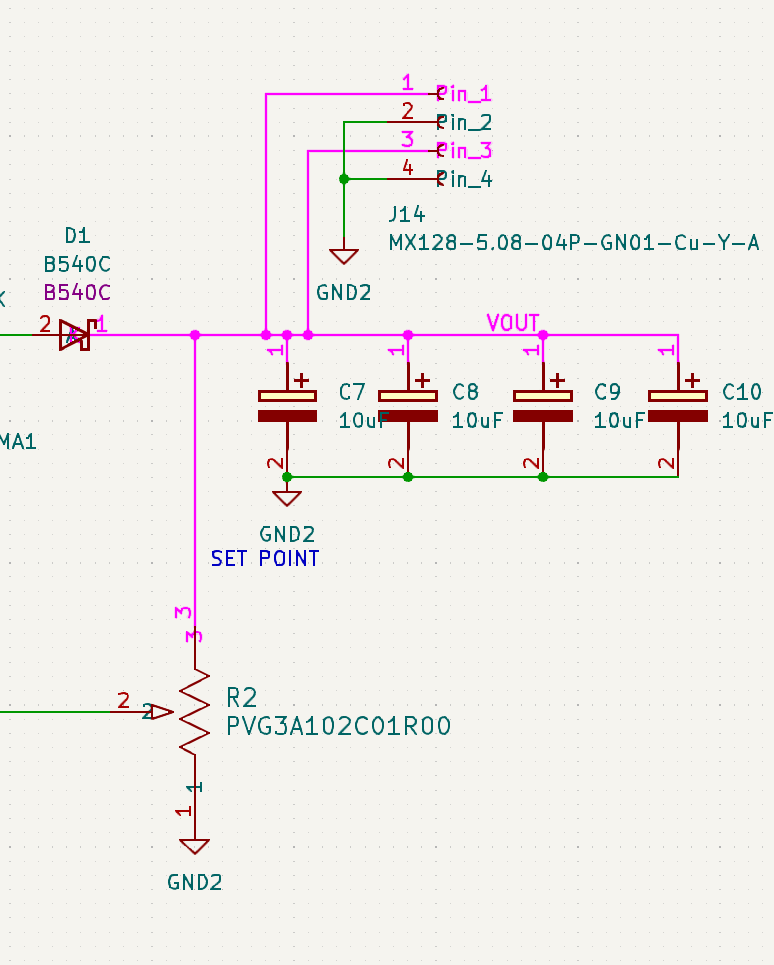 1 Pin_1
2 Pin_2
3 Pin_3
4 Pin_4
J14
MX128-5.08-04P-GN01-Cu-Y-A
GND2
D1
B540C
B540C
K
2 A 1
VOUT
1 1 1 1
C7 C8 C9 C10
10uF 10uF 10uF 10uF
MA1
2 2 2 2
GND2
SET POINT
3
3
R2
2 2
PVG3A102C01R00
1
1
GND2